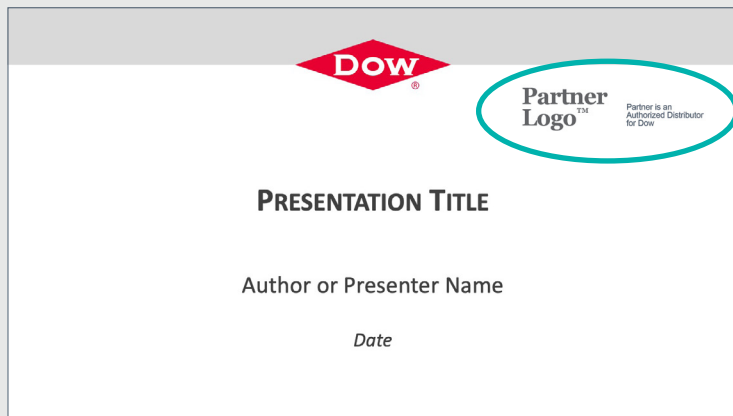 Dow
®
Partner
Logo™
Partner is an
Authorized Distributor
for Dow
Presentation Title
Author or Presenter Name
Date